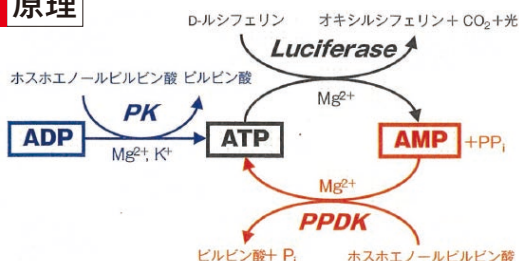 原理
D-ルシフェリン オキシルシフェリン+ CO₂+光
Luciferase
ホスホエノールピルビン酸 ピルビン酸
Mg²⁺
PK
ADP ATP AMP +PPi
Mg²⁺, K⁺
Mg²⁺
PPDK
ピルビン酸+ Pi ホスホエノールピルビン酸